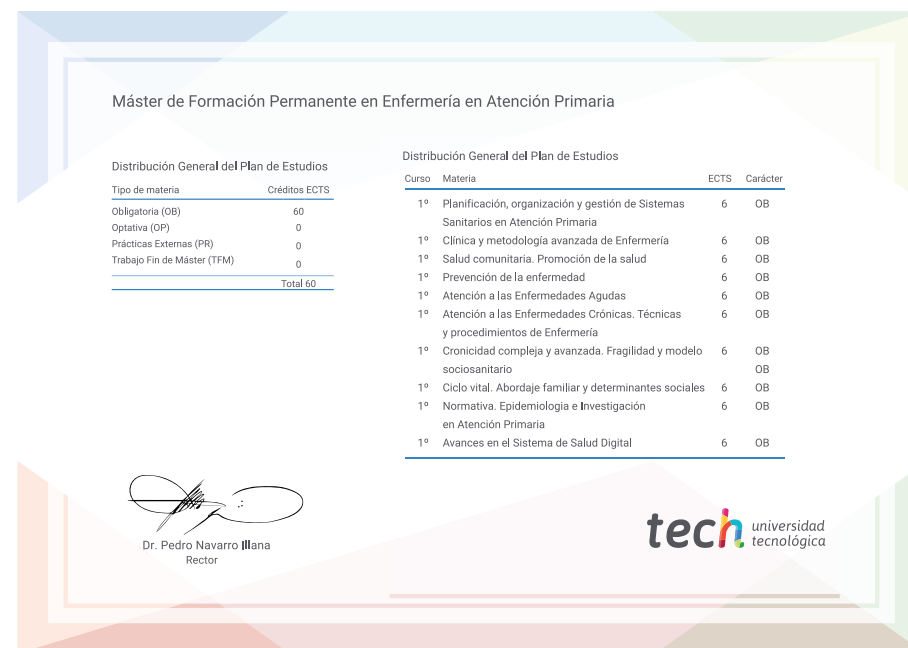 Máster de Formación Permanente en Enfermería en Atención Primaria
Distribución General del Plan de Estudios
Tipo de materia Créditos ECTS
Obligatoria (OB) 60
Optativa (OP) 0
Prácticas Externas (PR) 0
Trabajo Fin de Máster (TFM) 0
Total 60
Distribución General del Plan de Estudios
Curso Materia ECTS Carácter
1º Planificación, organización y gestión de Sistemas 6 OB
Sanitarios en Atención Primaria
1º Clínica y metodología avanzada de Enfermería 6 OB
1º Salud comunitaria. Promoción de la salud 6 OB
1º Prevención de la enfermedad 6 OB
1º Atención a las Enfermedades Agudas 6 OB
1º Atención a las Enfermedades Crónicas. Técnicas 6 OB
y procedimientos de Enfermería
1º Cronicidad compleja y avanzada. Fragilidad y modelo 6 OB
sociosanitario OB
1º Ciclo vital. Abordaje familiar y determinantes sociales 6 OB
1º Normativa. Epidemiologia e Investigación 6 OB
en Atención Primaria
1º Avances en el Sistema de Salud Digital 6 OB
Dr. Pedro Navarro Illana
Rector
tech universidad
tecnológica